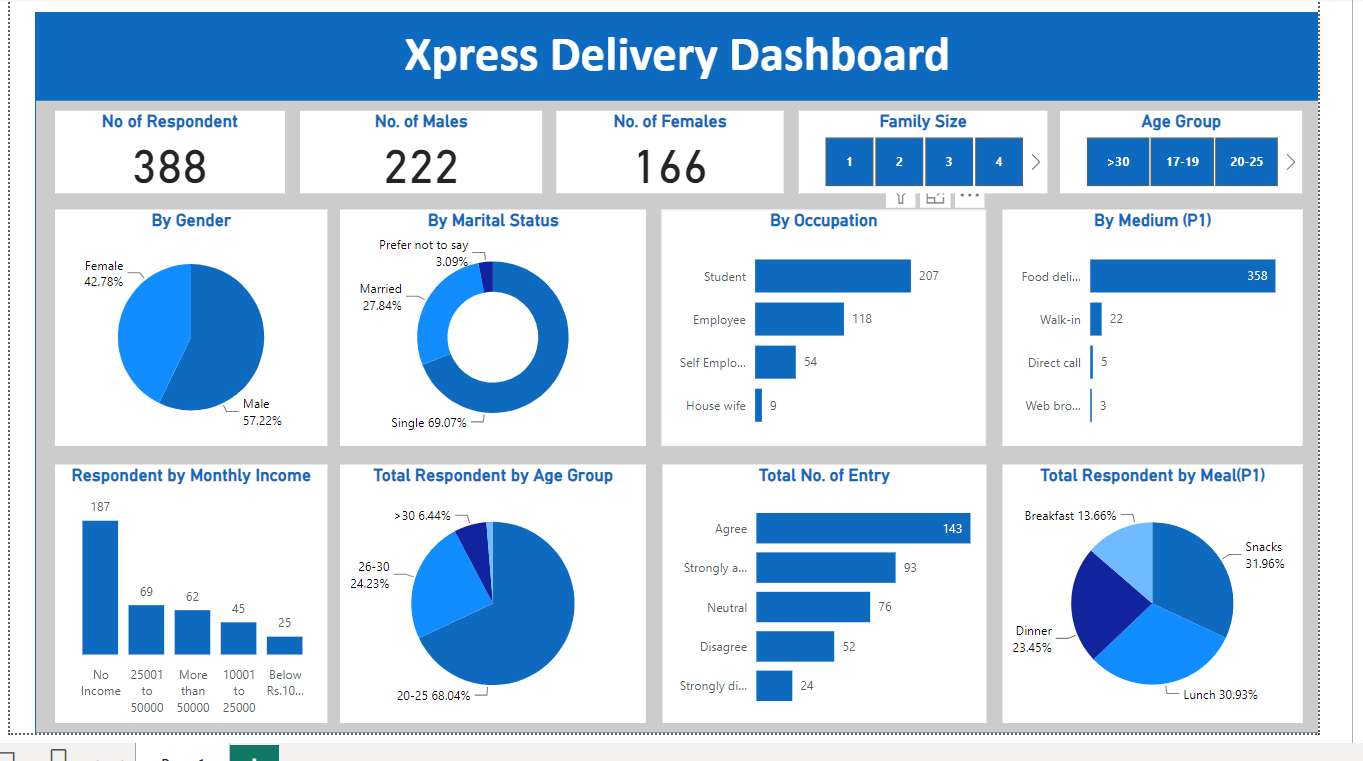 Xpress Delivery Dashboard
No of Respondent
388
No. of Males
222
No. of Females
166
Family Size
1 2 3 4
Age Group
>30 17-19 20-25
By Gender
Female
42.78%
Male
57.22%
By Marital Status
Prefer not to say
3.09%
Married
27.84%
Single 69.07%
By Occupation
Student 207
Employee 118
Self Emplo... 54
House wife 9
By Medium (P1)
Food deli... 358
Walk-in 22
Direct call 5
Web bro... 3
Respondent by Monthly Income
187
69
62
45
25
No
Income
25001
to
50000
More
than
50000
10001
to
25000
Below
Rs.10...
Total Respondent by Age Group
>30 6.44%
26-30
24.23%
20-25 68.04%
Total No. of Entry
Agree 143
Strongly a... 93
Neutral 76
Disagree 52
Strongly di... 24
Total Respondent by Meal(P1)
Breakfast 13.66%
Snacks
31.96%
Dinner
23.45%
Lunch 30.93%